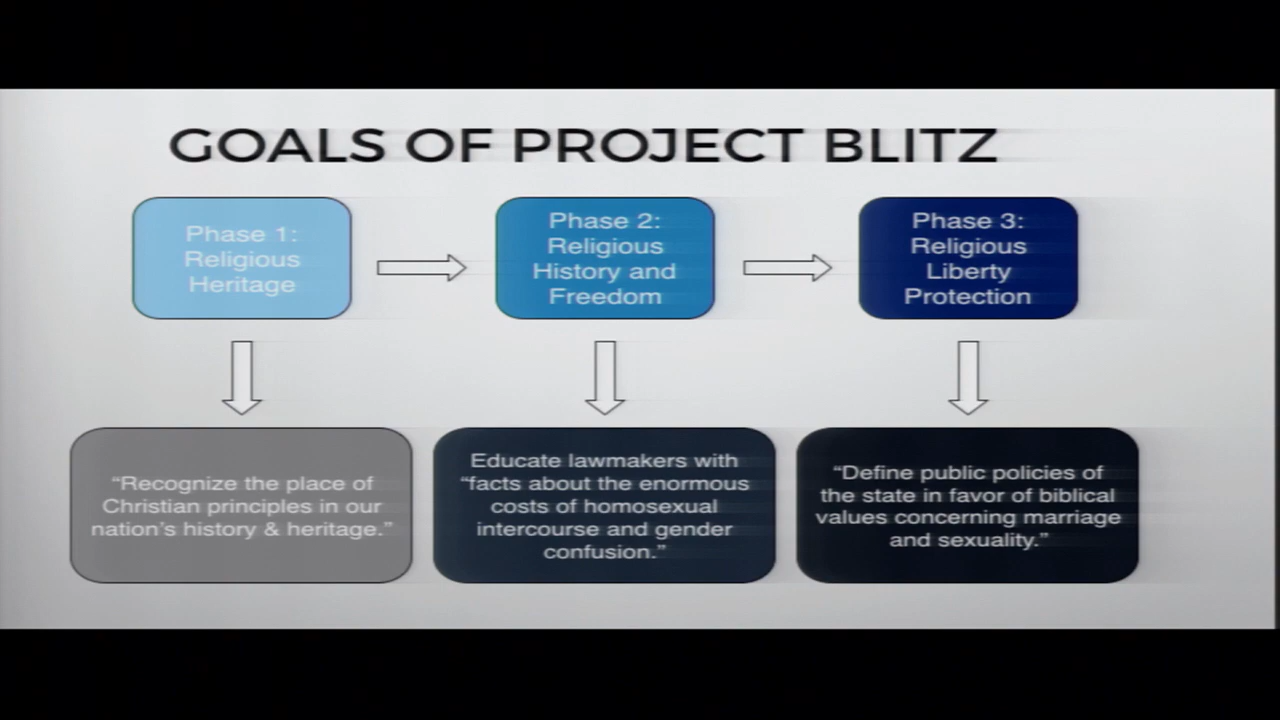 GOALS OF PROJECT BLITZ
Phase 1:
Religious
Heritage
Phase 2:
Religious
History and
Freedom
Phase 3:
Religious
Liberty
Protection
“Recognize the place of
Christian principles in our
nation’s history & heritage.”
Educate lawmakers with
“facts about the enormous
costs of homosexual
intercourse and gender
confusion.”
“Define public policies of
the state in favor of biblical
values concerning marriage
and sexuality.”